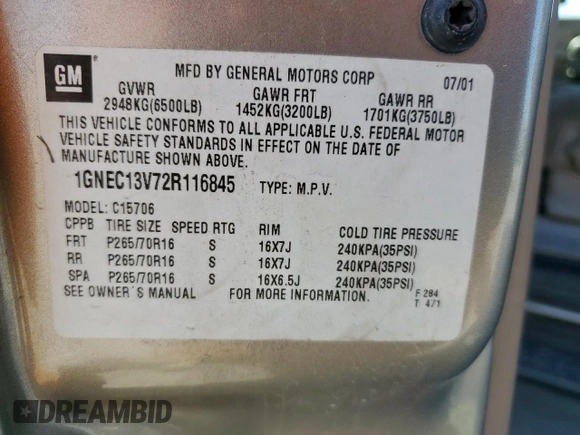 GM
MFD BY GENERAL MOTORS CORP 07/01
GVWR GAWR FRT GAWR RR
2948KG(6500LB) 1452KG(3200LB) 1701KG(3750LB)
THIS VEHICLE CONFORMS TO ALL APPLICABLE U.S. FEDERAL MOTOR
VEHICLE SAFETY STANDARDS IN EFFECT ON THE DATE OF
MANUFACTURE SHOWN ABOVE.
1GNEC13V72R116845 TYPE: M.P.V.
MODEL: C15706
CPPB TIRE SIZE SPEED RTG RIM COLD TIRE PRESSURE
FRT P265/70R16 S 16X7J 240KPA(35PSI)
RR P265/70R16 S 16X7J 240KPA(35PSI)
SPA P265/70R16 S 16X6.5J 240KPA(35PSI)
SEE OWNER'S MANUAL FOR MORE INFORMATION.
F 284
T 4/1
DREAMBID